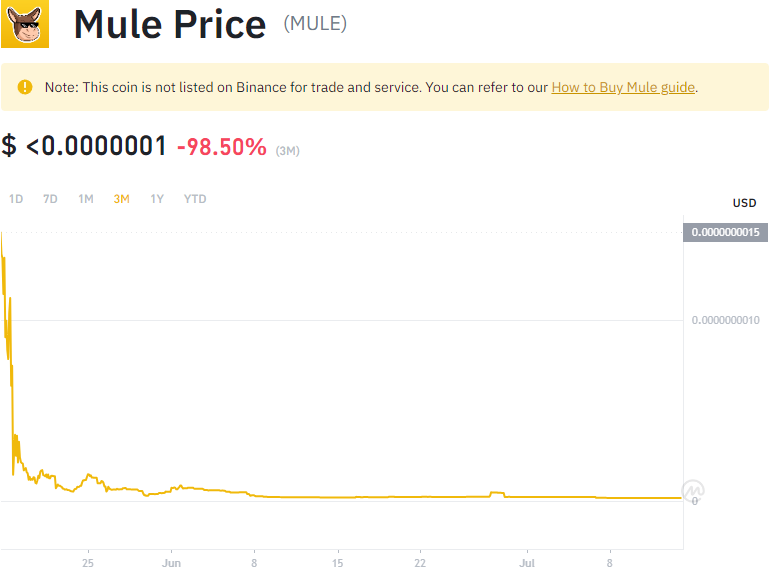 Mule Price (MULE)
Note: This coin is not listed on Binance for trade and service. You can refer to our How to Buy Mule guide.
$ <0.0000001 -98.50% (3M)
1D 7D 1M 3M 1Y YTD
USD
0.0000000015
0.0000000010
0
25 Jun 8 15 22 Jul 8